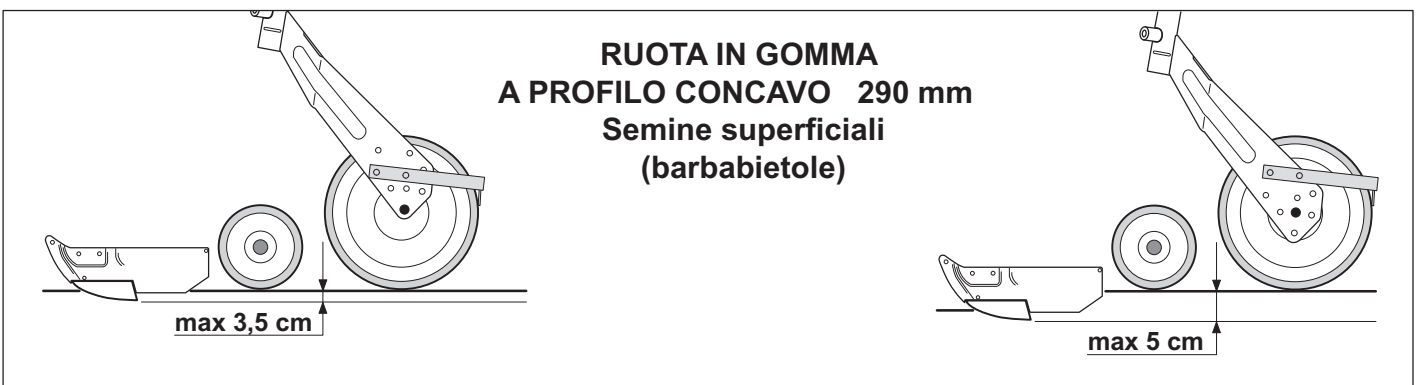 RUOTA IN GOMMA
A PROFILO CONCAVO 290 mm
Semine superficiali
(barbabietole)
max 3,5 cm
max 5 cm